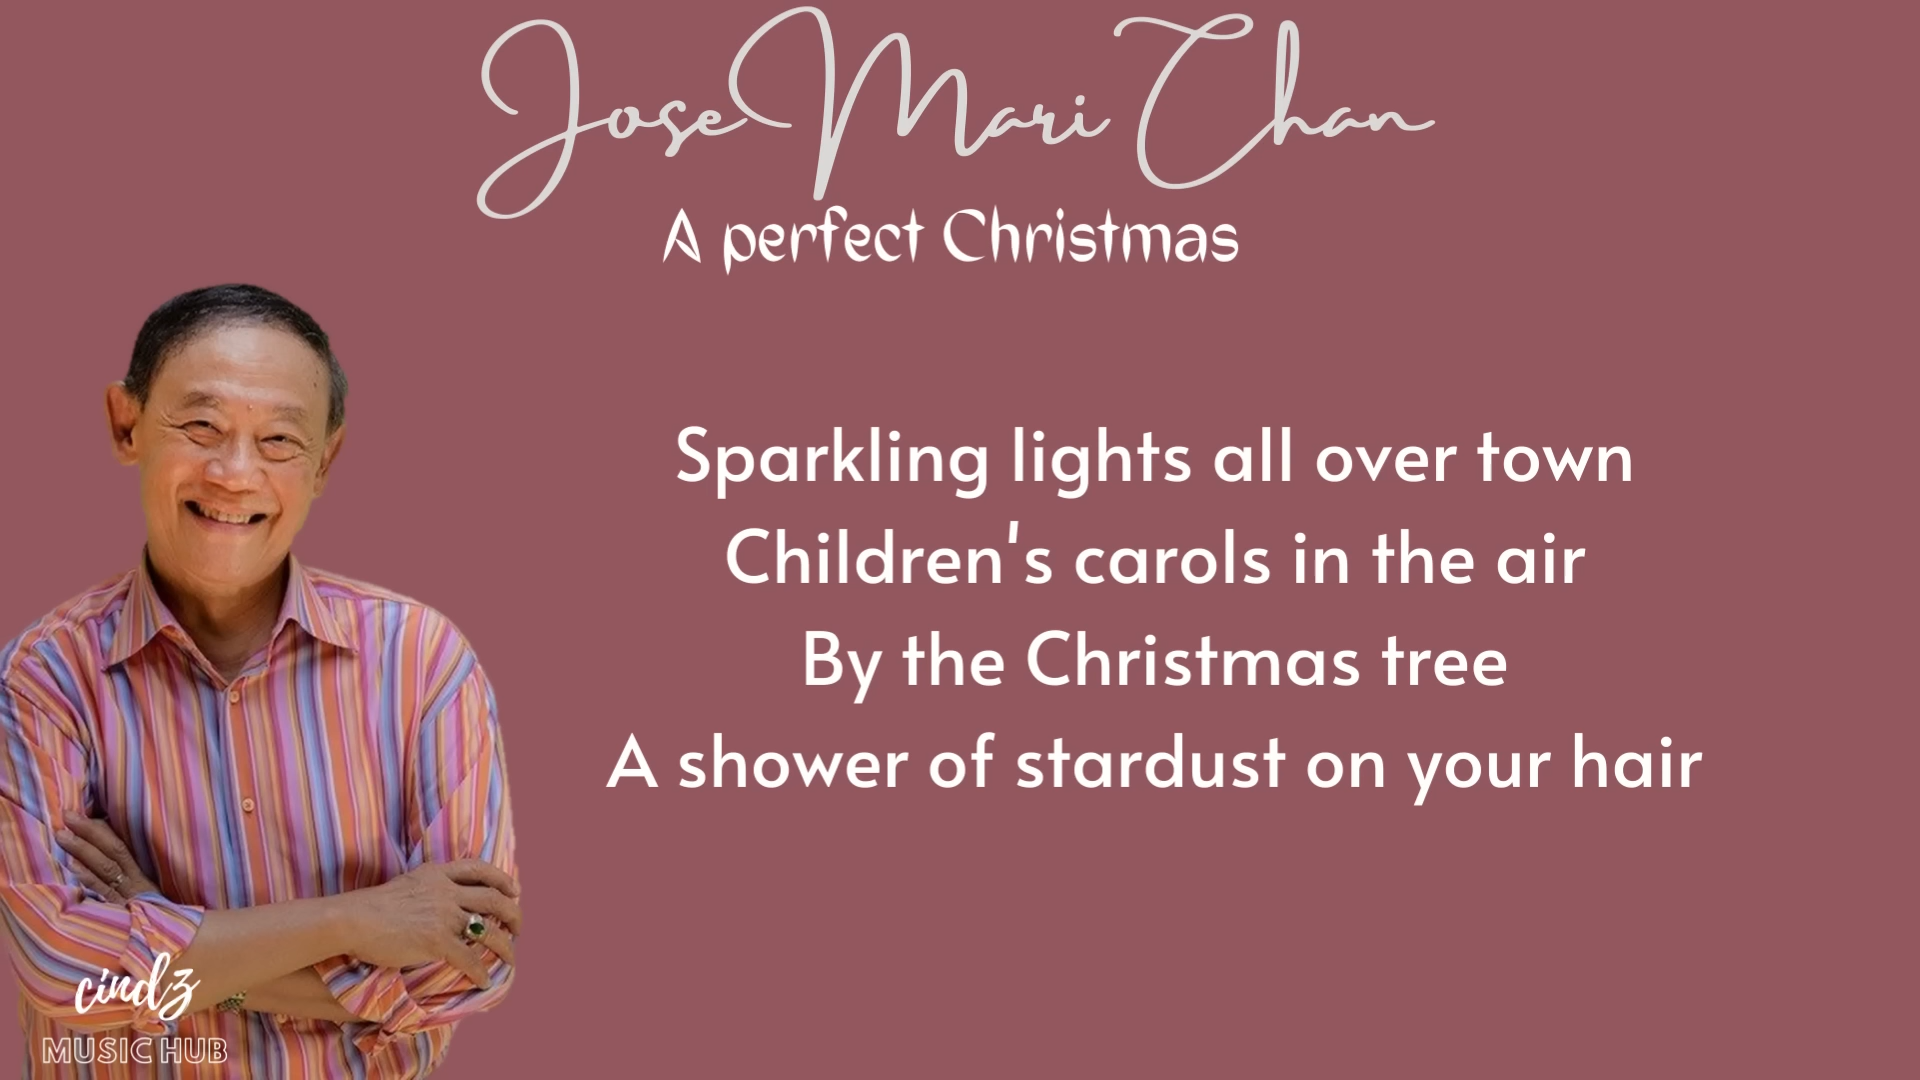 Jose Mari Chan
A perfect Christmas
Sparkling lights all over town
Children's carols in the air
By the Christmas tree
A shower of stardust on your hair
cindz
MUSIC HUB